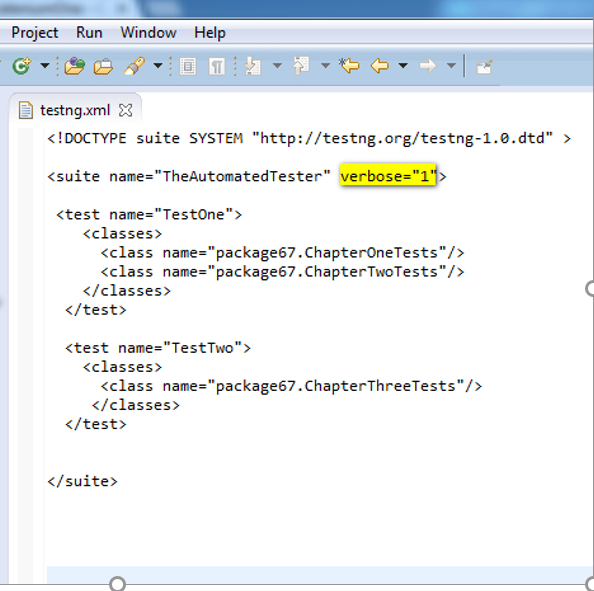 Project Run Window Help
testng.xml
<!DOCTYPE suite SYSTEM "http://testng.org/testng-1.0.dtd" >
<suite name="TheAutomatedTester" verbose="1">
<test name="TestOne">
<classes>
<class name="package67.ChapterOneTests"/>
<class name="package67.ChapterTwoTests"/>
</classes>
</test>
<test name="TestTwo">
<classes>
<class name="package67.ChapterThreeTests"/>
</classes>
</test>
</suite>